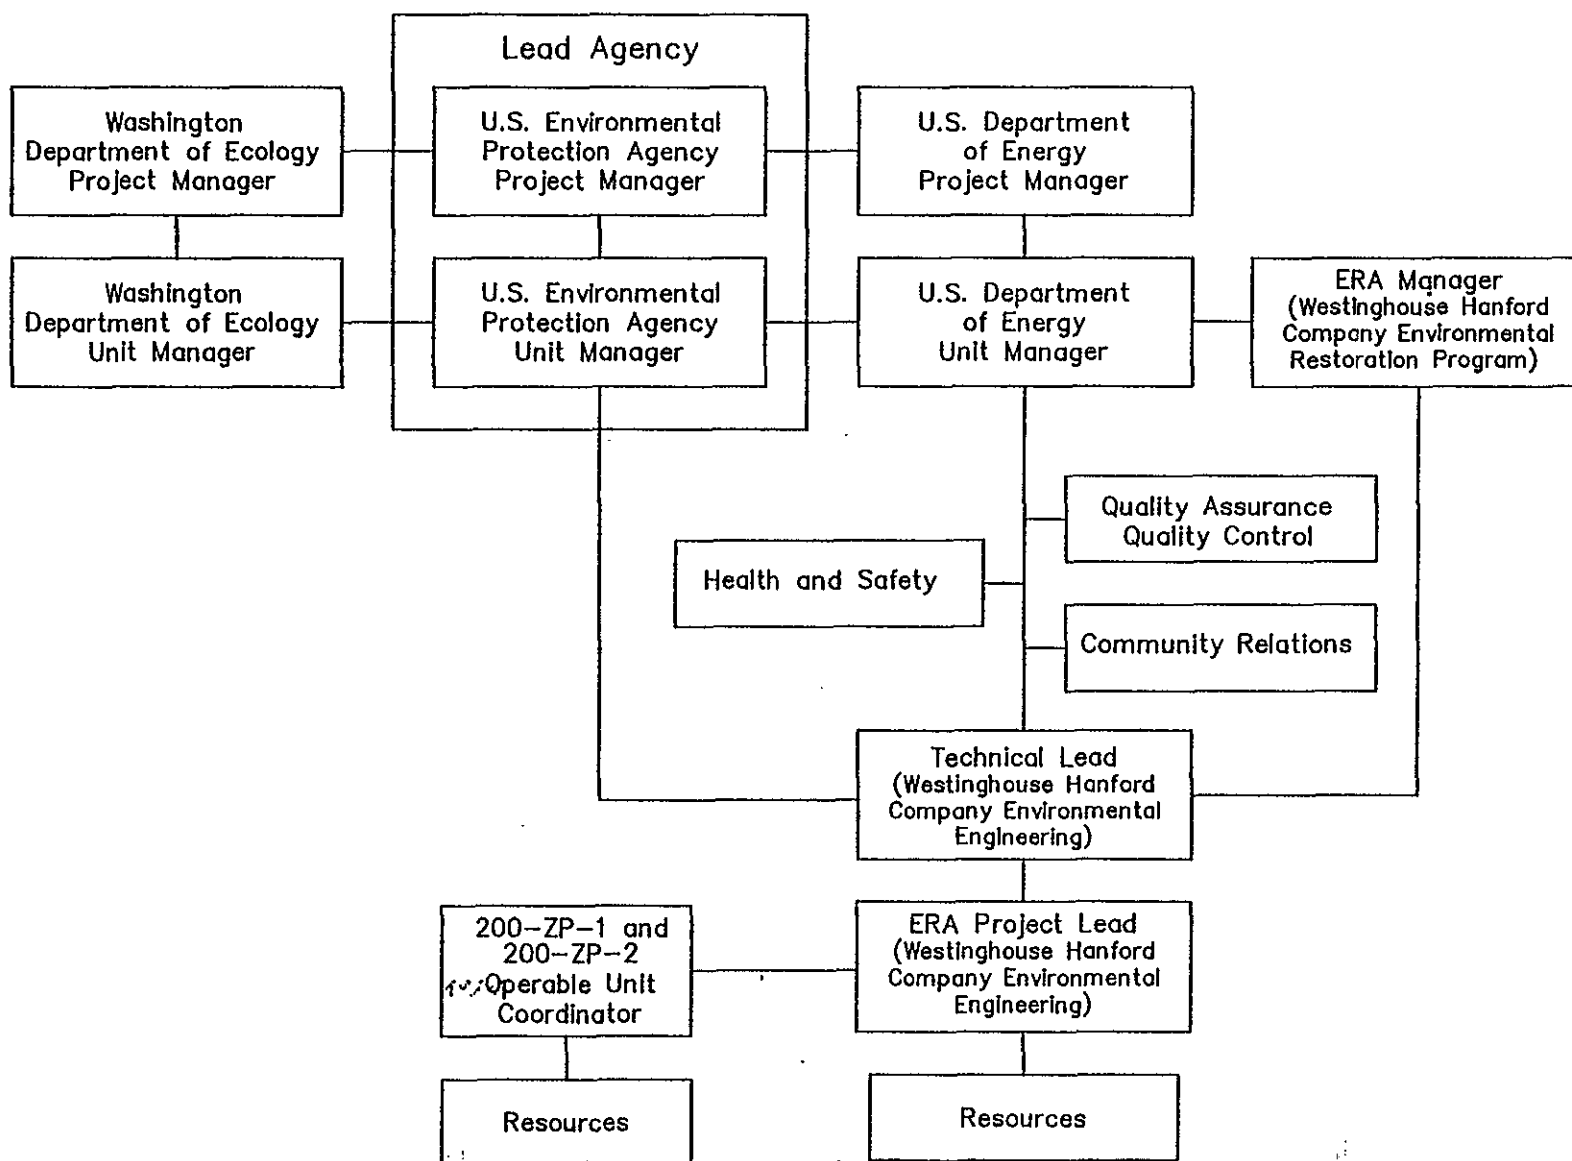 Lead Agency
Washington
Department of Ecology
Project Manager
U.S. Environmental
Protection Agency
Project Manager
U.S. Department
of Energy
Project Manager
Washington
Department of Ecology
Unit Manager
U.S. Environmental
Protection Agency
Unit Manager
U.S. Department
of Energy
Unit Manager
ERA Manager
(Westinghouse Hanford
Company Environmental
Restoration Program)
Quality Assurance
Quality Control
Health and Safety
Community Relations
Technical Lead
(Westinghouse Hanford
Company Environmental
Engineering)
200-ZP-1 and
200-ZP-2
Operable Unit
Coordinator
ERA Project Lead
(Westinghouse Hanford
Company Environmental
Engineering)
Resources
Resources